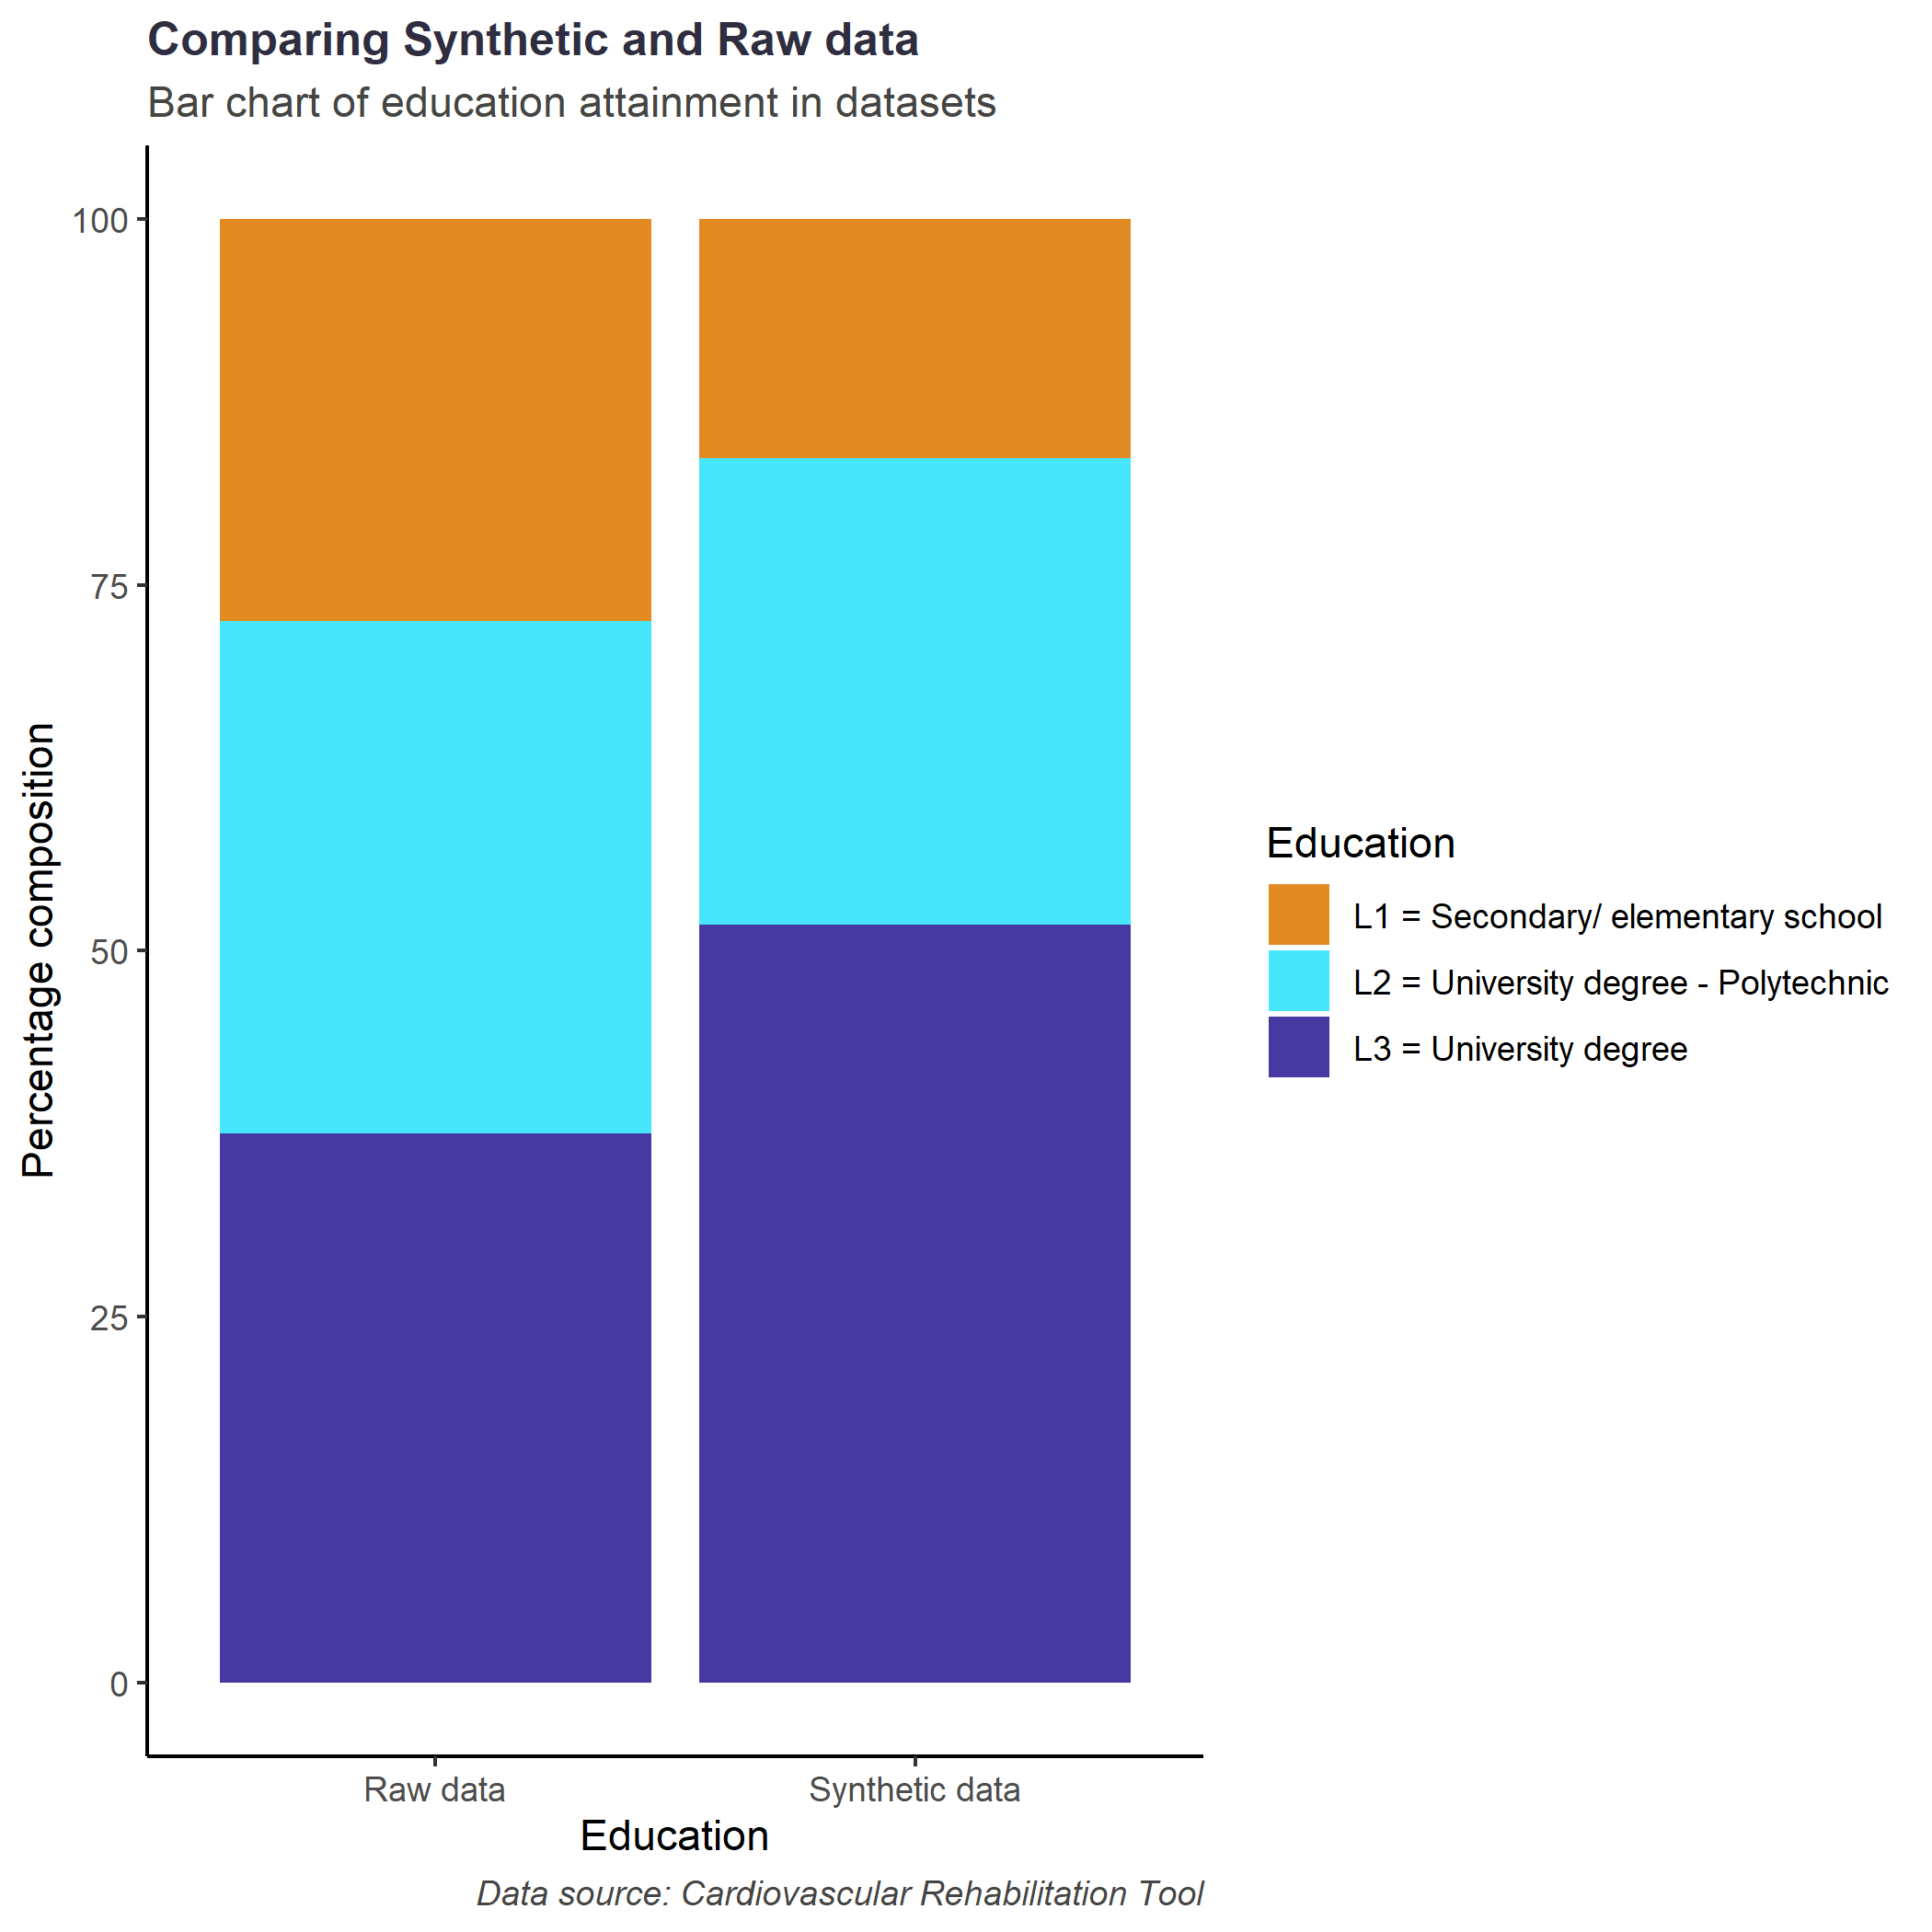 Comparing Synthetic and Raw data
Bar chart of education attainment in datasets
Percentage composition
100
75
50
25
0
Raw data
Synthetic data
Education
Data source: Cardiovascular Rehabilitation Tool
Education
L1 = Secondary/ elementary school
L2 = University degree - Polytechnic
L3 = University degree